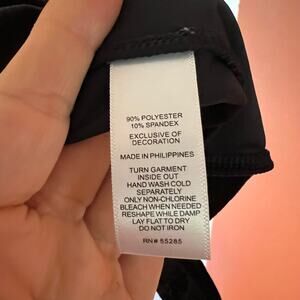 90% POLYESTER
10% SPANDEX
EXCLUSIVE OF
DECORATION
MADE IN PHILIPPINES
TURN GARMENT
INSIDE OUT
HAND WASH COLD
SEPARATELY
ONLY NON-CHLORINE
BLEACH WHEN NEEDED
RESHAPE WHILE DAMP
LAY FLAT TO DRY
DO NOT IRON
RN# 55285